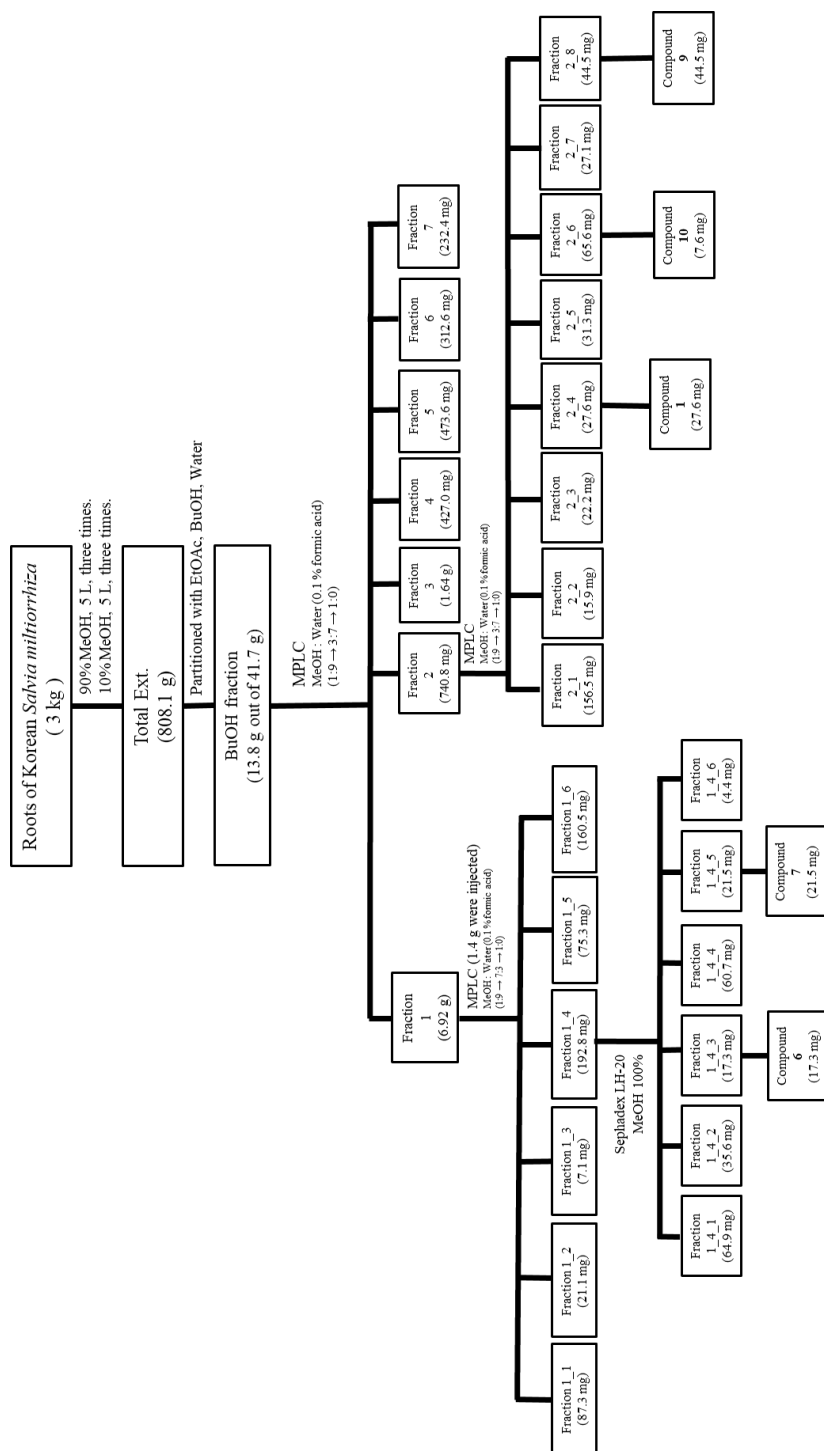 Roots of Korean Salvia miltiorrhiza
( 3 kg )
90% MeOH, 5 L, three times.
10% MeOH, 5 L, three times.
Total Ext.
(808.1 g)
Partitioned with EtOAc, BuOH, Water
BuOH fraction
(13.8 g out of 41.7 g)
MPLC
MeOH : Water (0.1 % formic acid)
(1:9 → 3:7 → 1:0)
Fraction
1
(6.92 g)
Fraction
2
(740.8 mg)
Fraction
3
(1.64 g)
Fraction
4
(427.0 mg)
Fraction
5
(473.6 mg)
Fraction
6
(312.6 mg)
Fraction
7
(232.4 mg)
MPLC (1.4 g were injected)
MeOH : Water (0.1 % formic acid)
(1:9 → 7:3 → 1:0)
MPLC
MeOH : Water (0.1 % formic acid)
(1:9 → 3:7 → 1:0)
Fraction 1_1
(87.3 mg)
Fraction 1_2
(21.1 mg)
Fraction 1_3
(7.1 mg)
Fraction 1_4
(192.8 mg)
Fraction 1_5
(75.3 mg)
Fraction 1_6
(160.5 mg)
Fraction
2_1
(156.5 mg)
Fraction
2_2
(15.9 mg)
Fraction
2_3
(22.2 mg)
Fraction
2_4
(27.6 mg)
Fraction
2_5
(31.3 mg)
Fraction
2_6
(65.6 mg)
Fraction
2_7
(27.1 mg)
Fraction
2_8
(44.5 mg)
Sephadex LH-20
MeOH 100%
Fraction
1_4_1
(64.9 mg)
Fraction
1_4_2
(35.6 mg)
Fraction
1_4_3
(17.3 mg)
Fraction
1_4_4
(60.7 mg)
Fraction
1_4_5
(21.5 mg)
Fraction
1_4_6
(4.4 mg)
Compound
1
(27.6 mg)
Compound
10
(7.6 mg)
Compound
9
(44.5 mg)
Compound
6
(17.3 mg)
Compound
7
(21.5 mg)